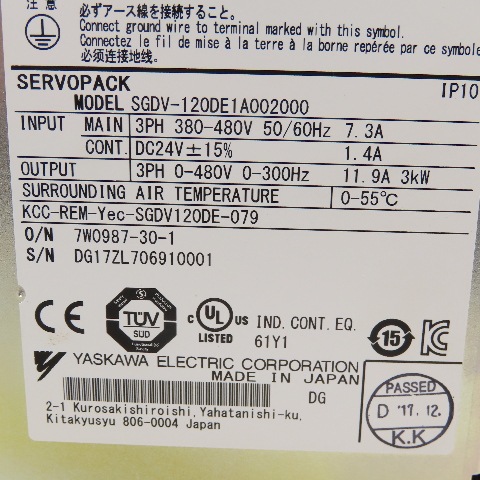 注意
必ずアース線を接続すること。
Connect ground wire to terminal marked with this symbol.
Connectez le fil de mise à la terre à la borne repérée par ce symbole
必须连接地线。
SERVOPACK
IP10
MODEL SGDV-120DE1A002000
INPUT MAIN 3PH 380-480V 50/60Hz 7.3A
CONT. DC24V±15% 1.4A
OUTPUT 3PH 0-480V 0-300Hz 11.9A 3kW
SURROUNDING AIR TEMPERATURE 0-55℃
KCC-REM-Yec-SGDV120DE-079
O/N 7W0987-30-1
S/N DG17ZL706910001
CE TÜV SUD c UL US LISTED IND. CONT. EQ. 61Y1 15
YASKAWA ELECTRIC CORPORATION
MADE IN JAPAN
DG
2-1 Kurosakishiroishi, Yahatanishi-ku,
Kitakyusyu 806-0004 Japan
PASSED
D '17.12.
K.K